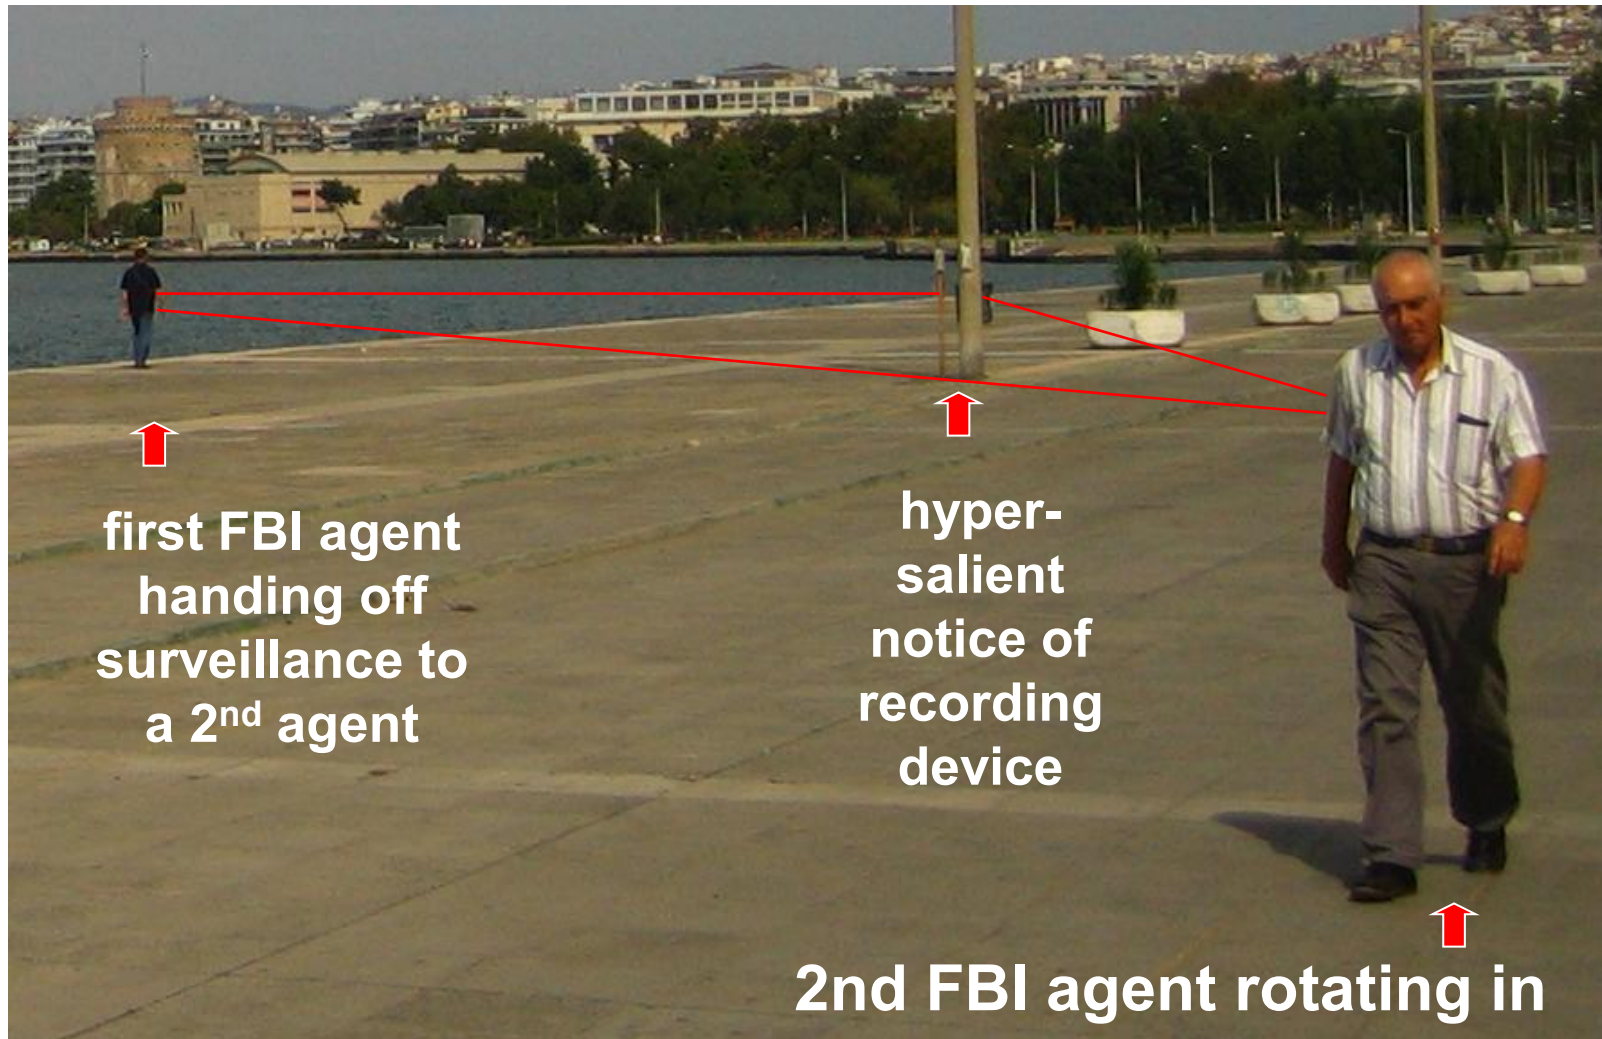 first FBI agent
handing off
surveillance to
a 2nd agent
hyper-
salient
notice of
recording
device
2nd FBI agent rotating in